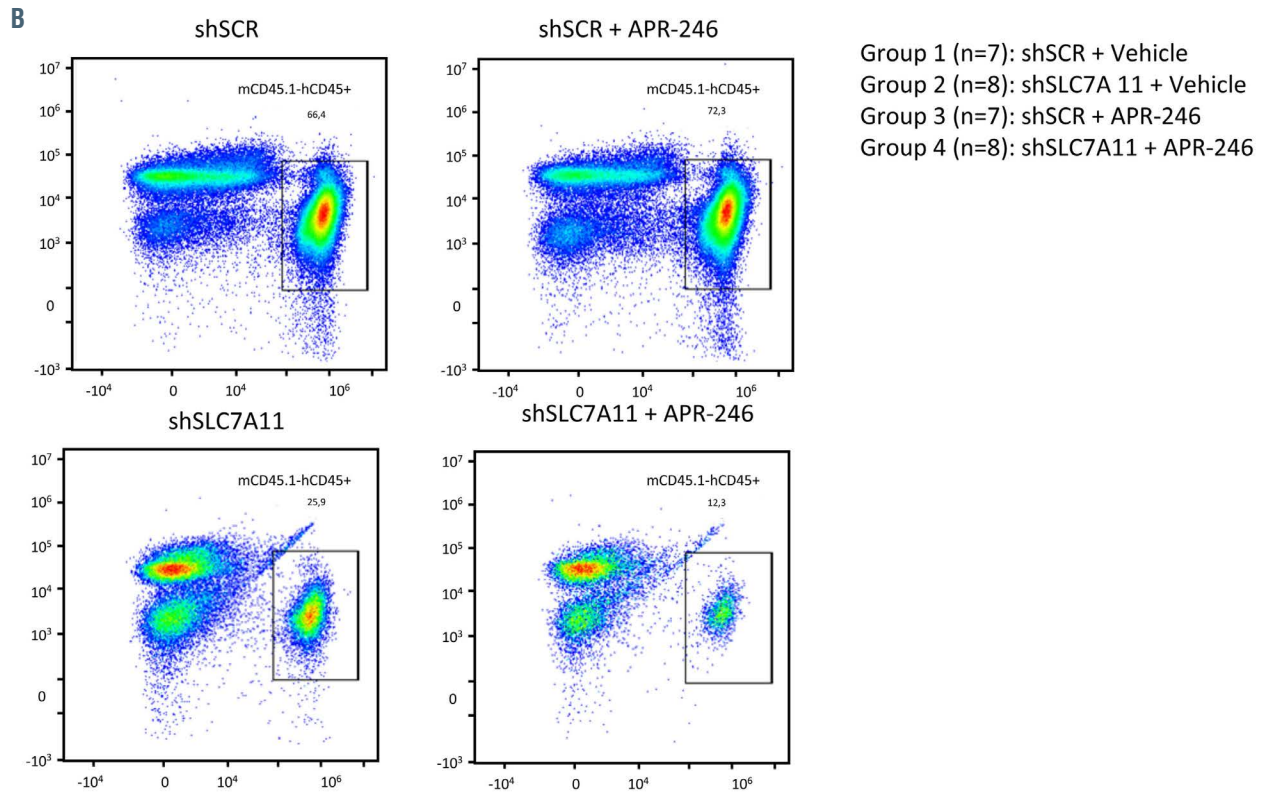 B
shSCR
shSCR + APR-246
Group 1 (n=7): shSCR + Vehicle
Group 2 (n=8): shSLC7A 11 + Vehicle
Group 3 (n=7): shSCR + APR-246
Group 4 (n=8): shSLC7A11 + APR-246
10⁷
10⁶
10⁵
10⁴
10³
0
-10³
mCD45.1-hCD45+
66,4
-10⁴ 0 10⁴ 10⁶
10⁷
10⁶
10⁵
10⁴
10³
0
-10³
mCD45.1-hCD45+
72,3
-10⁴ 0 10⁴ 10⁶
shSLC7A11
shSLC7A11 + APR-246
10⁷
10⁶
10⁵
10⁴
10³
0
-10³
mCD45.1-hCD45+
25,9
-10⁴ 0 10⁴ 10⁶
10⁷
10⁶
10⁵
10⁴
10³
0
-10³
mCD45.1-hCD45+
12,3
-10⁴ 0 10⁴ 10⁶